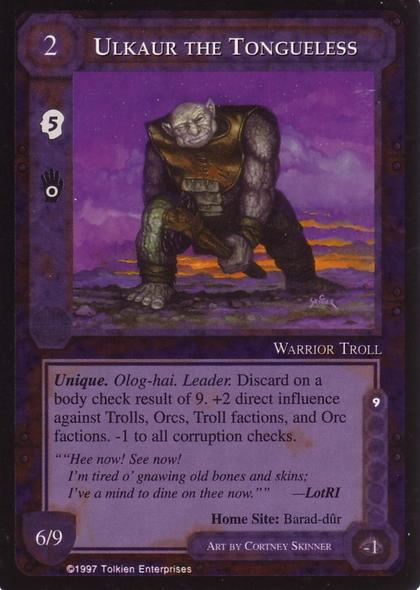 2
ULKAUR THE TONGUELESS
5
0
WARRIOR TROLL
Unique. Olog-hai. Leader. Discard on a
body check result of 9. +2 direct influence
against Trolls, Orcs, Troll factions, and Orc
factions. -1 to all corruption checks.
““Hee now! See now!
I'm tired o' gnawing old bones and skins;
I've a mind to dine on thee now.”” —LotRI
9
Home Site: Barad-dûr
6/9
ART BY CORTNEY SKINNER
-1
©1997 Tolkien Enterprises